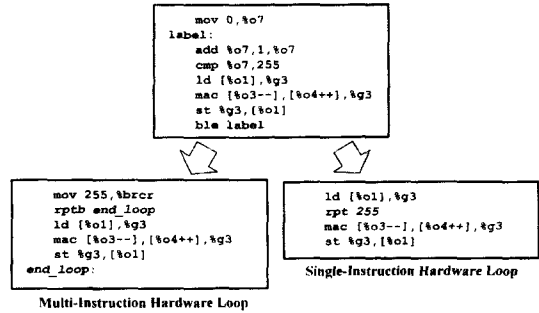 mov 0,%o7
label:
add %o7,1,%o7
cmp %o7,255
ld [%o1],%g3
mac [%o3--],[%o4++],%g3
st %g3,[%o1]
ble label
mov 255,%brcr
rptb end_loop
ld [%o1],%g3
mac [%o3--],[%o4++],%g3
st %g3,[%o1]
end_loop:
Multi-Instruction Hardware Loop
ld [%o1],%g3
rpt 255
mac [%o3--],[%o4++],%g3
st %g3,[%o1]
Single-Instruction Hardware Loop